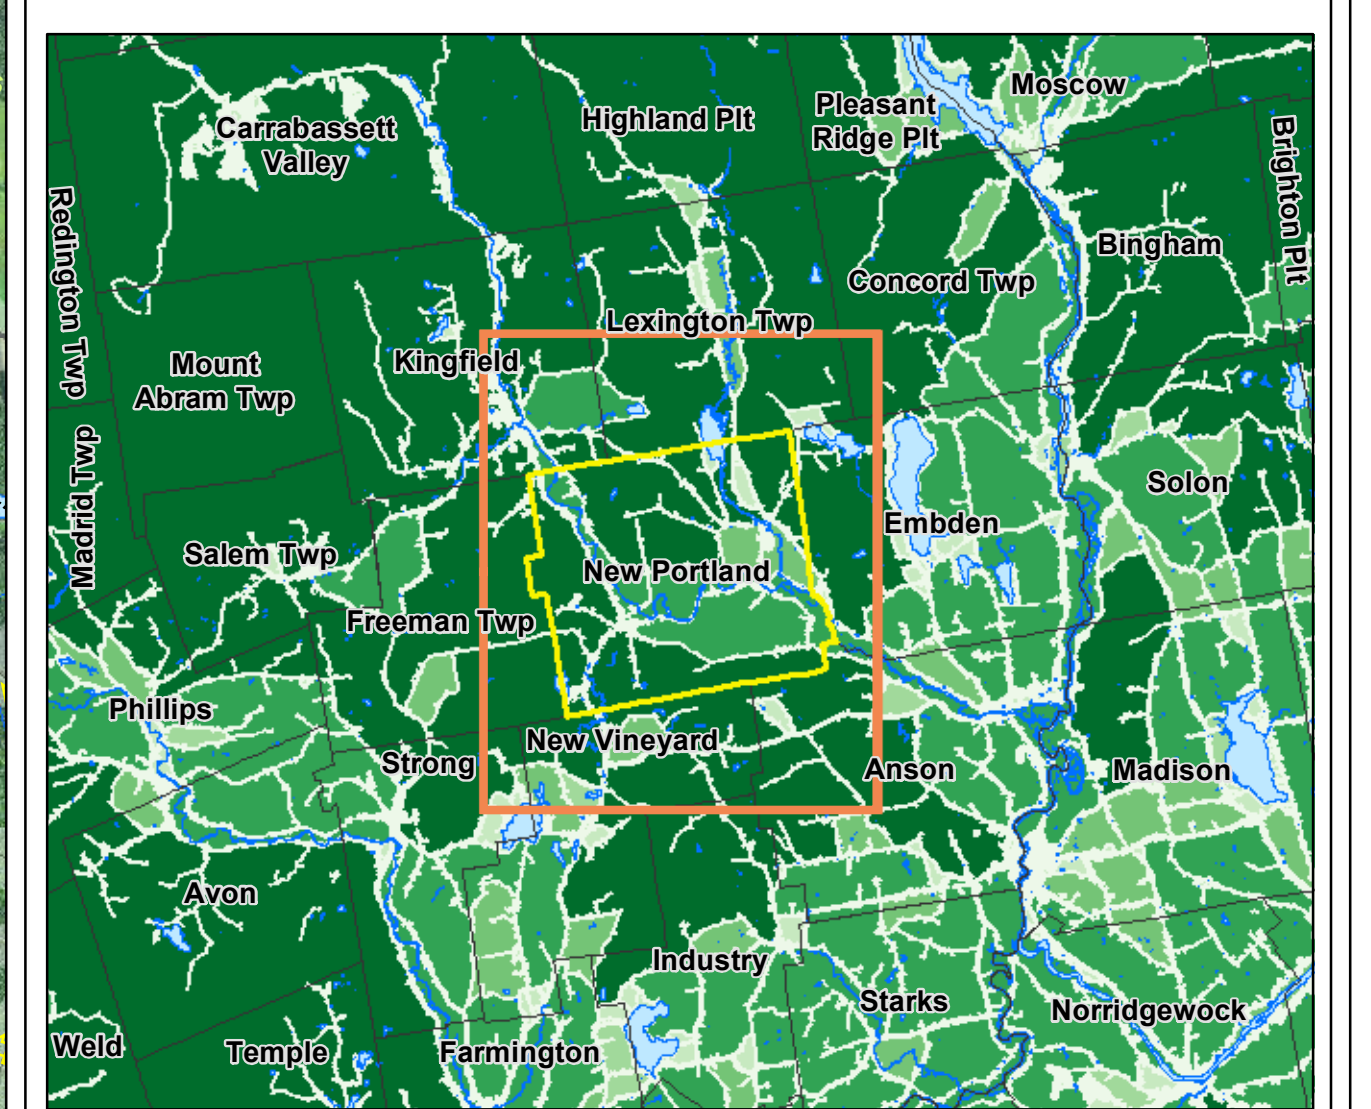 Moscow
Pleasant
Ridge Plt
Highland Plt
Carrabassett
Valley
Brighton Plt
Redington Twp
Bingham
Concord Twp
Lexington Twp
Kingfield
Mount
Abram Twp
Madrid Twp
Solon
Embden
Salem Twp
New Portland
Freeman Twp
Phillips
New Vineyard
Strong
Anson
Madison
Avon
Industry
Starks
Norridgewock
Weld
Temple
Farmington